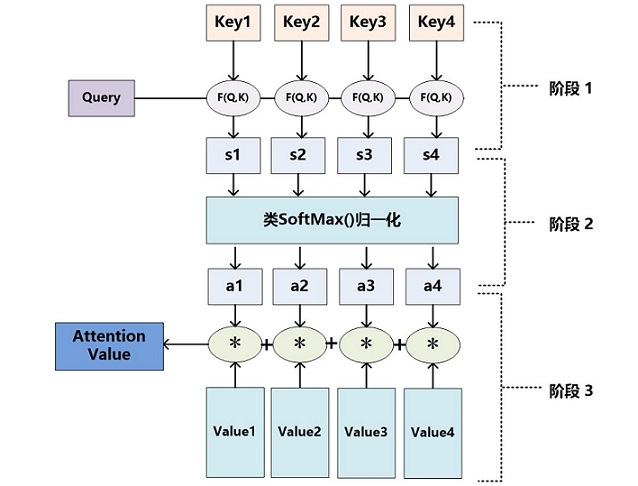 Key1 Key2 Key3 Key4
Query F(Q,K) F(Q,K) F(Q,K) F(Q,K)
阶段 1
s1 s2 s3 s4
类SoftMax()归一化
阶段 2
a1 a2 a3 a4
Attention
Value
* + * + * + *
阶段 3
Value1 Value2 Value3 Value4